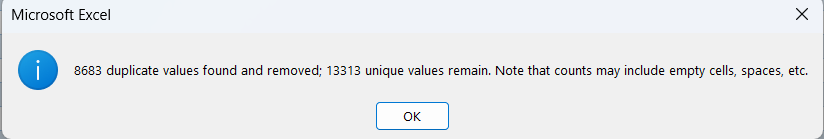 Microsoft Excel
8683 duplicate values found and removed; 13313 unique values remain. Note that counts may include empty cells, spaces, etc.
OK